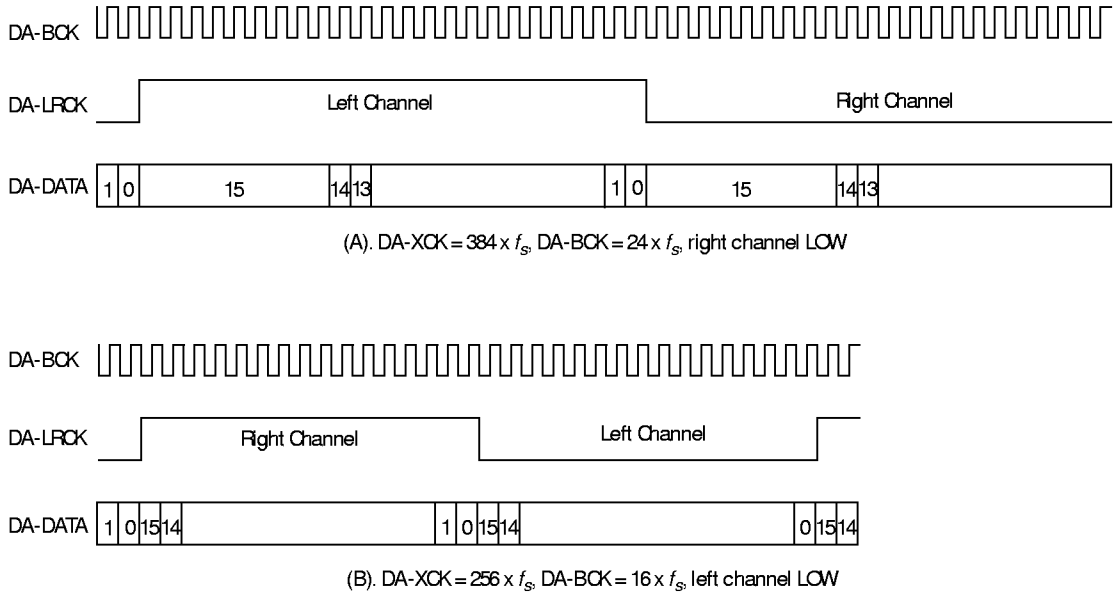 DA-BCK
DA-LRCK Left Channel Right Channel
DA-DATA 1 0 15 14 13 1 0 15 14 13
(A). DA-XCK = 384 x fs, DA-BCK = 24 x fs, right channel LOW
DA-BCK
DA-LRCK Right Channel Left Channel
DA-DATA 1 0 15 14 1 0 15 14 0 15 14
(B). DA-XCK = 256 x fs, DA-BCK = 16 x fs, left channel LOW